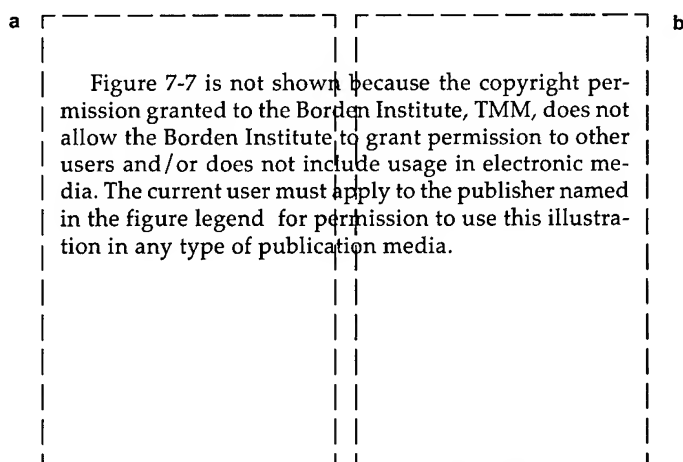 a b
Figure 7-7 is not shown because the copyright per-
mission granted to the Borden Institute, TMM, does not
allow the Borden Institute to grant permission to other
users and/or does not include usage in electronic me-
dia. The current user must apply to the publisher named
in the figure legend for permission to use this illustra-
tion in any type of publication media.